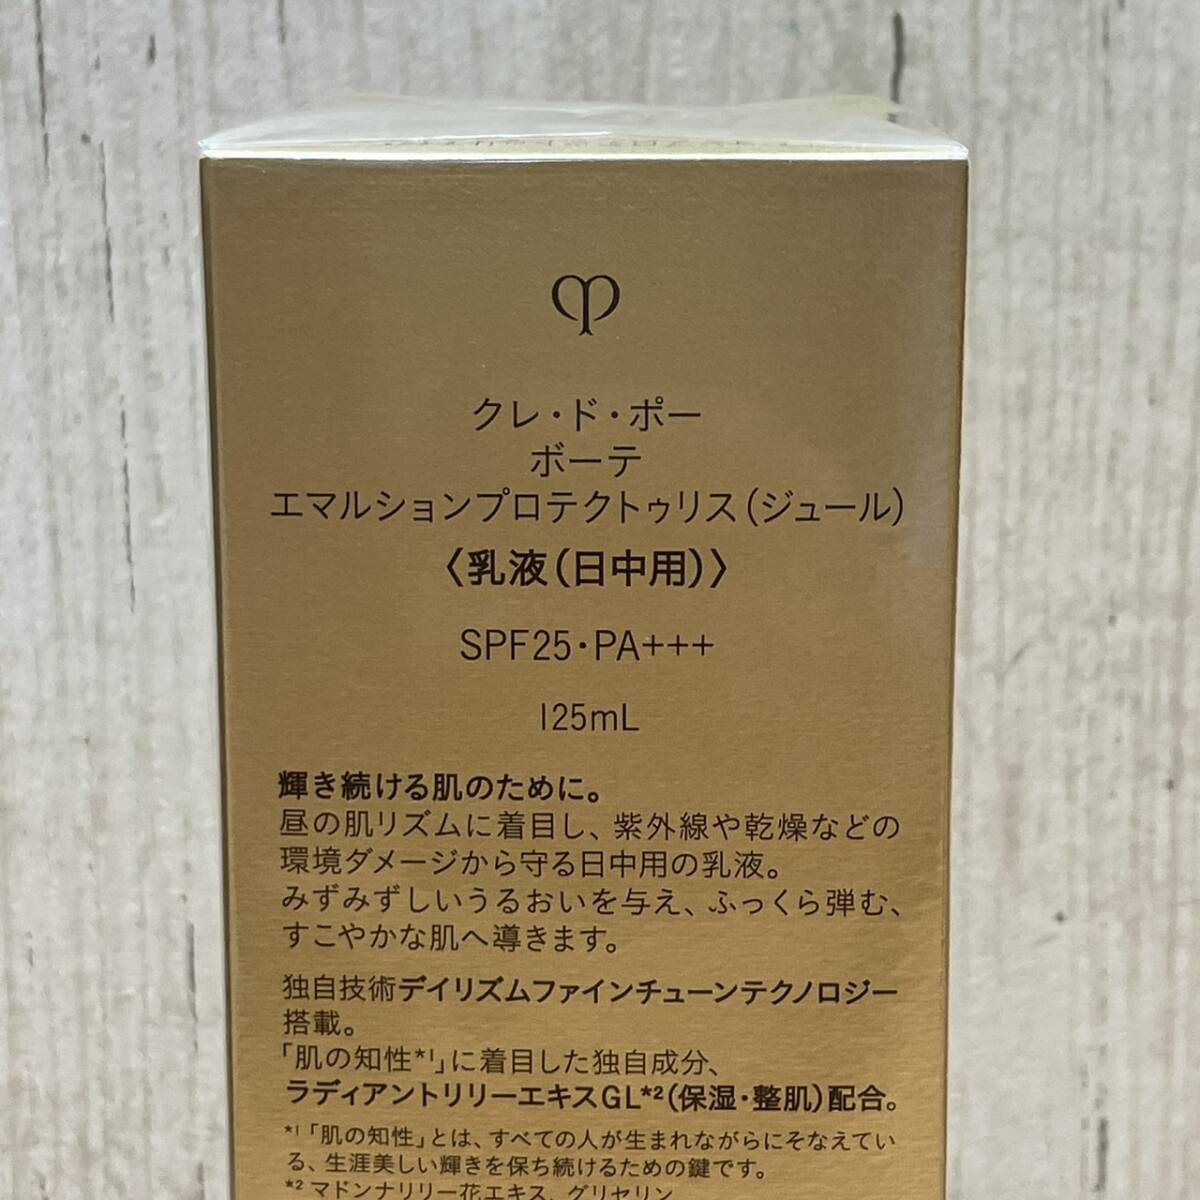 クレ・ド・ポー
ボーテ
エマルションプロテクトゥリス(ジュール)
〈乳液(日中用)〉
SPF25・PA+++
125mL
輝き続ける肌のために。
昼の肌リズムに着目し、紫外線や乾燥などの
環境ダメージから守る日中用の乳液。
みずみずしいうるおいを与え、ふっくら弾む、
すこやかな肌へ導きます。
独自技術デイリズムファインチューンテクノロジー
搭載。
「肌の知性*1」に着目した独自成分、
ラディアントリリーエキスGL*2(保湿・整肌)配合。
*1「肌の知性」とは、すべての人が生まれながらにそなえてい
る、生涯美しい輝きを保ち続けるための鍵です。
*2 マドンナリリー花エキス、グリセリン